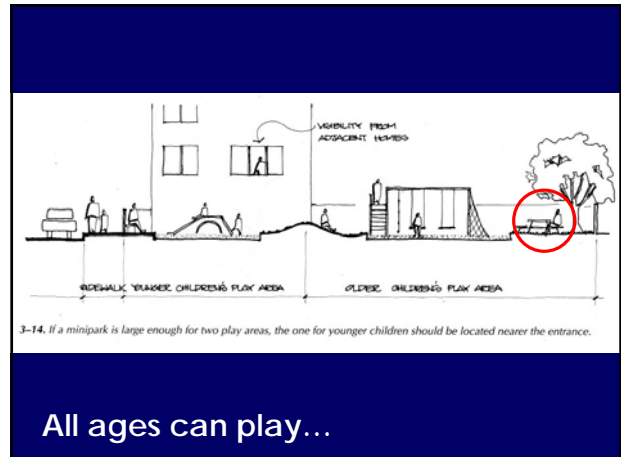 VISIBILITY FROM
ADJACENT HOMES
SIDEWALK YOUNGER CHILDREN'S PLAY AREA OLDER CHILDREN'S PLAY AREA
3–14. If a minipark is large enough for two play areas, the one for younger children should be located nearer the entrance.
All ages can play...